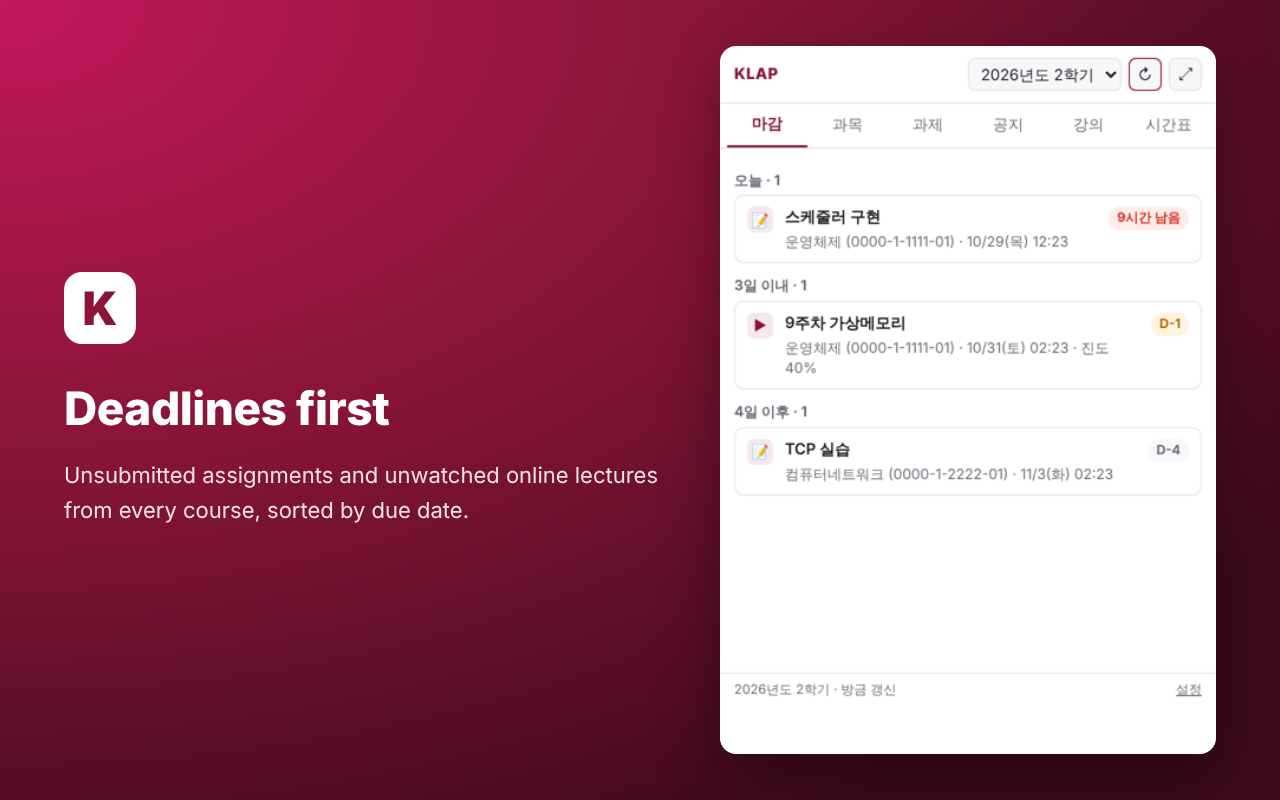 K
Deadlines first
Unsubmitted assignments and unwatched online lectures
from every course, sorted by due date.
KLAP
2026년도 2학기
마감 과목 과제 공지 강의 시간표
오늘 · 1
스케줄러 구현
9시간 남음
운영체제 (0000-1-1111-01) · 10/29(목) 12:23
3일 이내 · 1
9주차 가상메모리
D-1
운영체제 (0000-1-1111-01) · 10/31(토) 02:23 · 진도
40%
4일 이후 · 1
TCP 실습
D-4
컴퓨터네트워크 (0000-1-2222-01) · 11/3(화) 02:23
2026년도 2학기 · 방금 갱신
설정